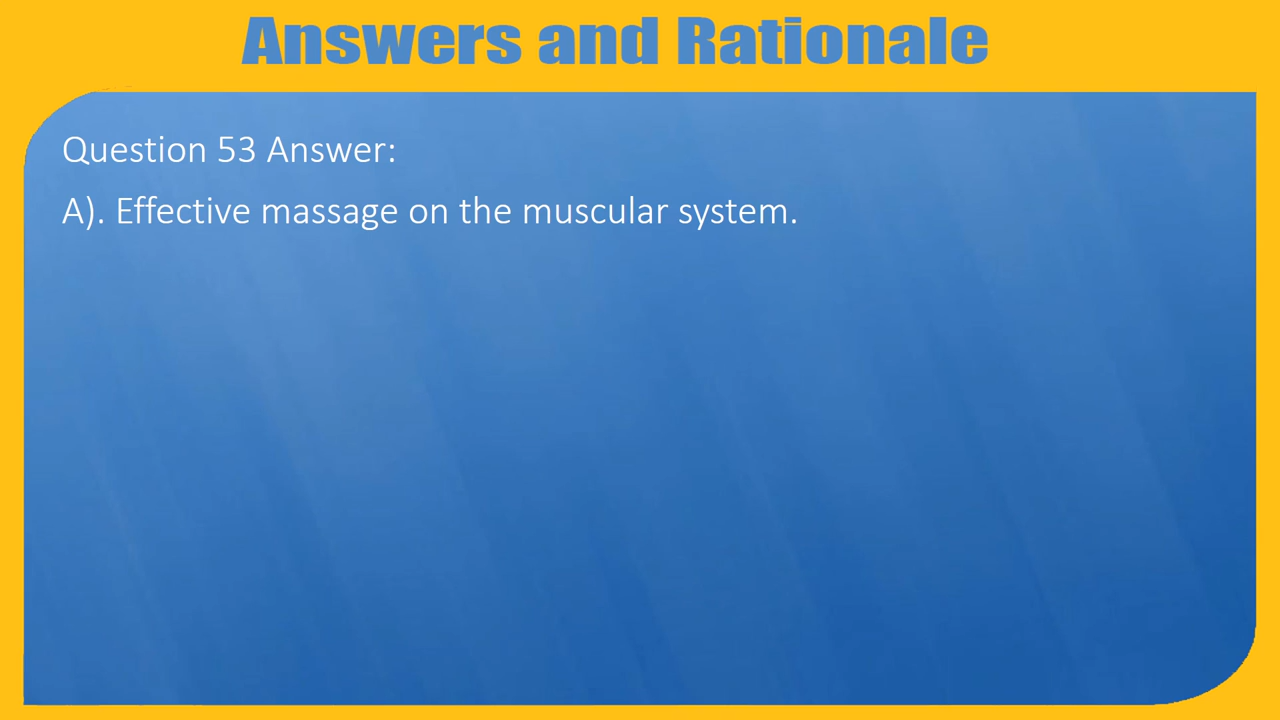 Answers and Rationale
Question 53 Answer:
A). Effective massage on the muscular system.